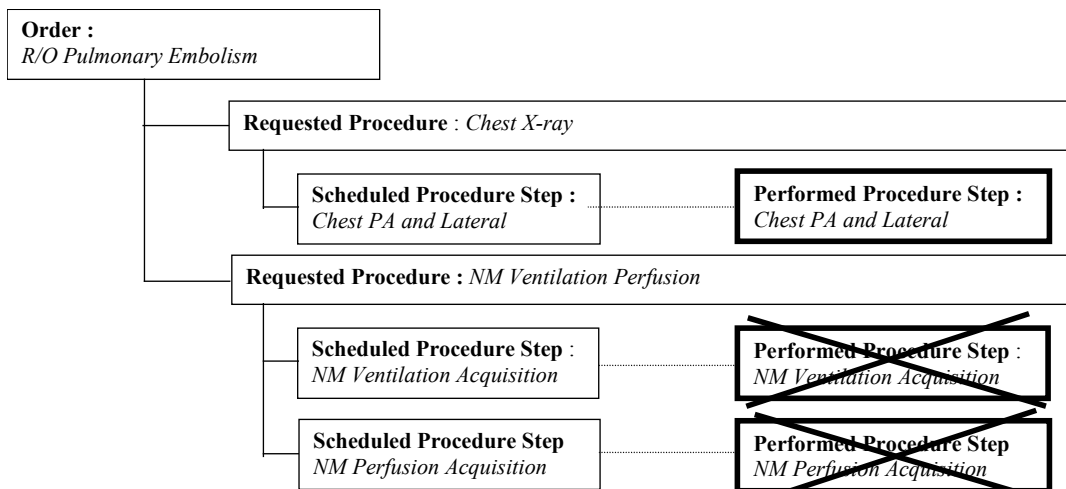 Order :
R/O Pulmonary Embolism
Requested Procedure : Chest X-ray
Scheduled Procedure Step :
Chest PA and Lateral
Performed Procedure Step :
Chest PA and Lateral
Requested Procedure : NM Ventilation Perfusion
Scheduled Procedure Step :
NM Ventilation Acquisition
Performed Procedure Step :
NM Ventilation Acquisition
Scheduled Procedure Step
NM Perfusion Acquisition
Performed Procedure Step
NM Perfusion Acquisition